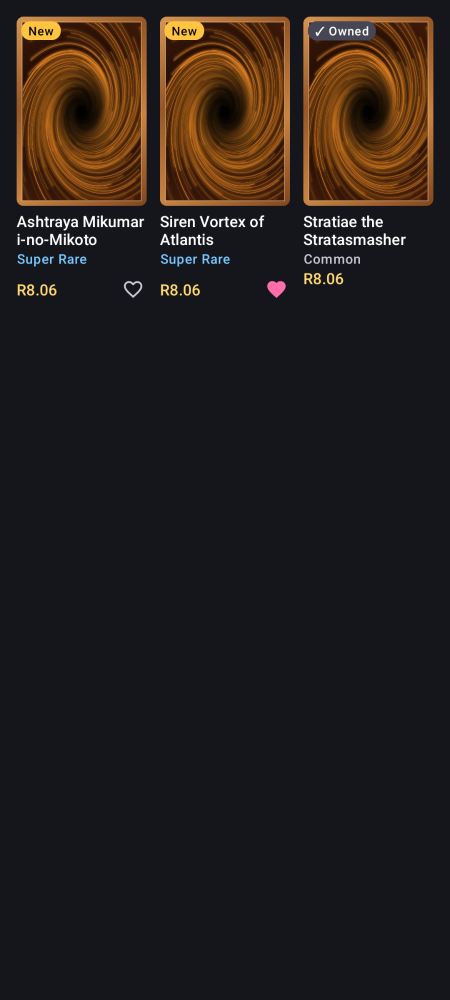 New
New
✓ Owned
Ashtraya Mikumar
i-no-Mikoto
Super Rare
R8.06
Siren Vortex of
Atlantis
Super Rare
R8.06
Stratiae the
Stratasmasher
Common
R8.06